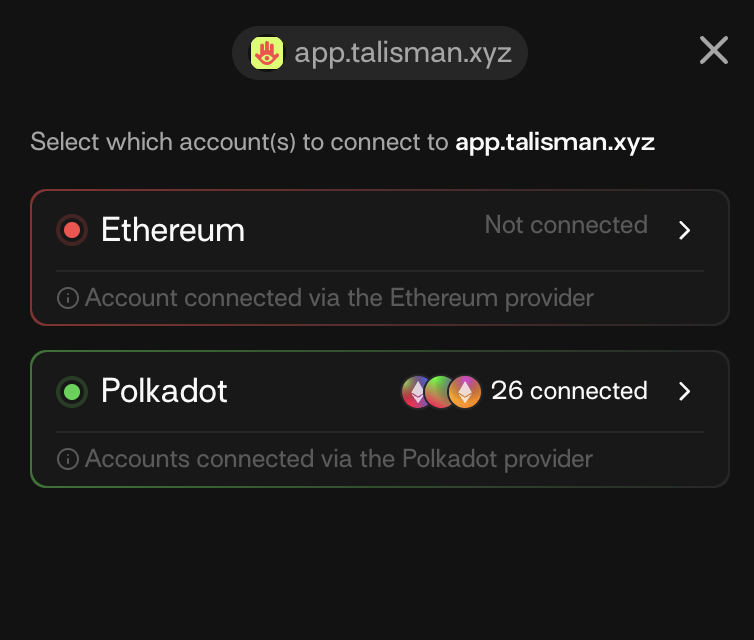 app.talisman.xyz
Select which account(s) to connect to app.talisman.xyz
Ethereum Not connected
Account connected via the Ethereum provider
Polkadot 26 connected
Accounts connected via the Polkadot provider